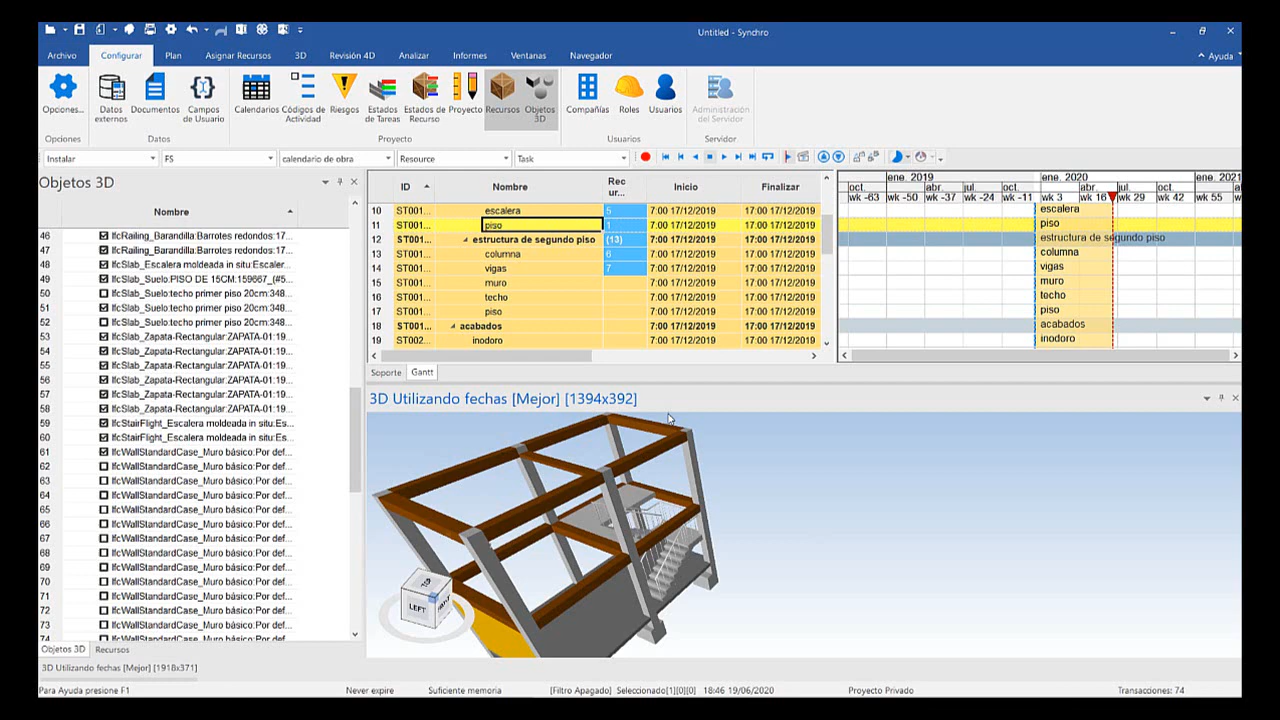 Untitled - Synchro
Archivo Configurar Plan Asignar Recursos 3D Revisión 4D Analizar Informes Ventanas Navegador Ayuda
Opciones... Datos externos Documentos Campos de Usuario Calendarios Códigos de Actividad Riesgos Estados de Tareas Estados de Recurso Proyecto Recursos Objetos 3D Compañías Roles Usuarios Administración del Servidor
Opciones Datos Proyecto Usuarios Servidor
Instalar FS calendario de obra Resource Task
Objetos 3D
Nombre
46 IfcRailing_Barandilla:Barotes redondos:17...
47 IfcRailing_Barandilla:Barrotes redondos:17...
48 IfcSlab_Escalera moldeada in situ:Escaler...
49 IfcSlab_Suelo:PISO DE 15CM:159667_(#5...
50 IfcSlab_Suelo:techo primer piso 20cm:348...
51 IfcSlab_Suelo:techo primer piso 20cm:348...
52 IfcSlab_Suelo:techo primer piso 20cm:348...
53 IfcSlab_Zapata-Rectangular:ZAPATA-01:19...
54 IfcSlab_Zapata-Rectangular:ZAPATA-01:19...
55 IfcSlab_Zapata-Rectangular:ZAPATA-01:19...
56 IfcSlab_Zapata-Rectangular:ZAPATA-01:19...
57 IfcSlab_Zapata-Rectangular:ZAPATA-01:19...
58 IfcSlab_Zapata-Rectangular:ZAPATA-01:19...
59 IfcStairFlight_Escalera moldeada in situ:Es...
60 IfcStairFlight_Escalera moldeada in situ:Es...
61 IfcWallStandardCase_Muro básico:Por def...
62 IfcWallStandardCase_Muro básico:Por def...
63 IfcWallStandardCase_Muro básico:Por def...
64 IfcWallStandardCase_Muro básico:Por def...
65 IfcWallStandardCase_Muro básico:Por def...
66 IfcWallStandardCase_Muro básico:Por def...
67 IfcWallStandardCase_Muro básico:Por def...
68 IfcWallStandardCase_Muro básico:Por def...
69 IfcWallStandardCase_Muro básico:Por def...
70 IfcWallStandardCase_Muro básico:Por def...
71 IfcWallStandardCase_Muro básico:Por def...
72 IfcWallStandardCase_Muro básico:Por def...
73 IfcWallStandardCase_Muro básico:Por def...
74 IfcWallStandardCase_Muro básico:Por def...
Objetos 3D Recursos
ID Nombre Recur... Inicio Finalizar
10 ST001... escalera 5 7:00 17/12/2019 17:00 17/12/2019
11 ST001... piso 1 7:00 17/12/2019 17:00 17/12/2019
12 ST001... estructura de segundo piso (13) 7:00 17/12/2019 17:00 17/12/2019
13 ST001... columna 6 7:00 17/12/2019 17:00 17/12/2019
14 ST001... vigas 7 7:00 17/12/2019 17:00 17/12/2019
15 ST001... muro 7:00 17/12/2019 17:00 17/12/2019
16 ST001... techo 7:00 17/12/2019 17:00 17/12/2019
17 ST001... piso 7:00 17/12/2019 17:00 17/12/2019
18 ST001... acabados 7:00 17/12/2019 17:00 17/12/2019
19 ST002... inodoro 7:00 17/12/2019 17:00 17/12/2019
Soporte Gantt
ene. 2019 ene. 2020 ene. 2021
oct. abr. jul. oct. abr. jul. oct. abr
wk -63 wk -50 wk -37 wk -24 wk -11 wk 3 wk 16 wk 29 wk 42 wk 55 wk
escalera
piso
estructura de segundo piso
columna
vigas
muro
techo
piso
acabados
inodoro
3D Utilizando fechas [Mejor] [1394x392]
LEFT
3D Utilizando fechas [Mejor] [1918x371]
Para Ayuda presione F1 Never expire Suficiente memoria [Filtro Apagado] Seleccionado[1][0][0] 18:46 19/06/2020 Proyecto Privado Transacciones: 74